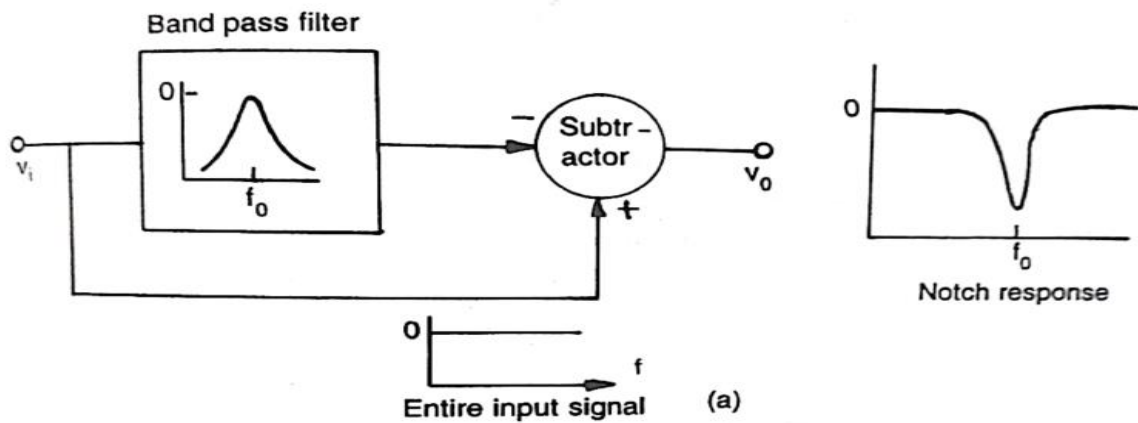 Band pass filter
0
f₀
vᵢ
−
Subtr-
actor
+
v₀
0
f₀
Notch response
0
f
Entire input signal
(a)